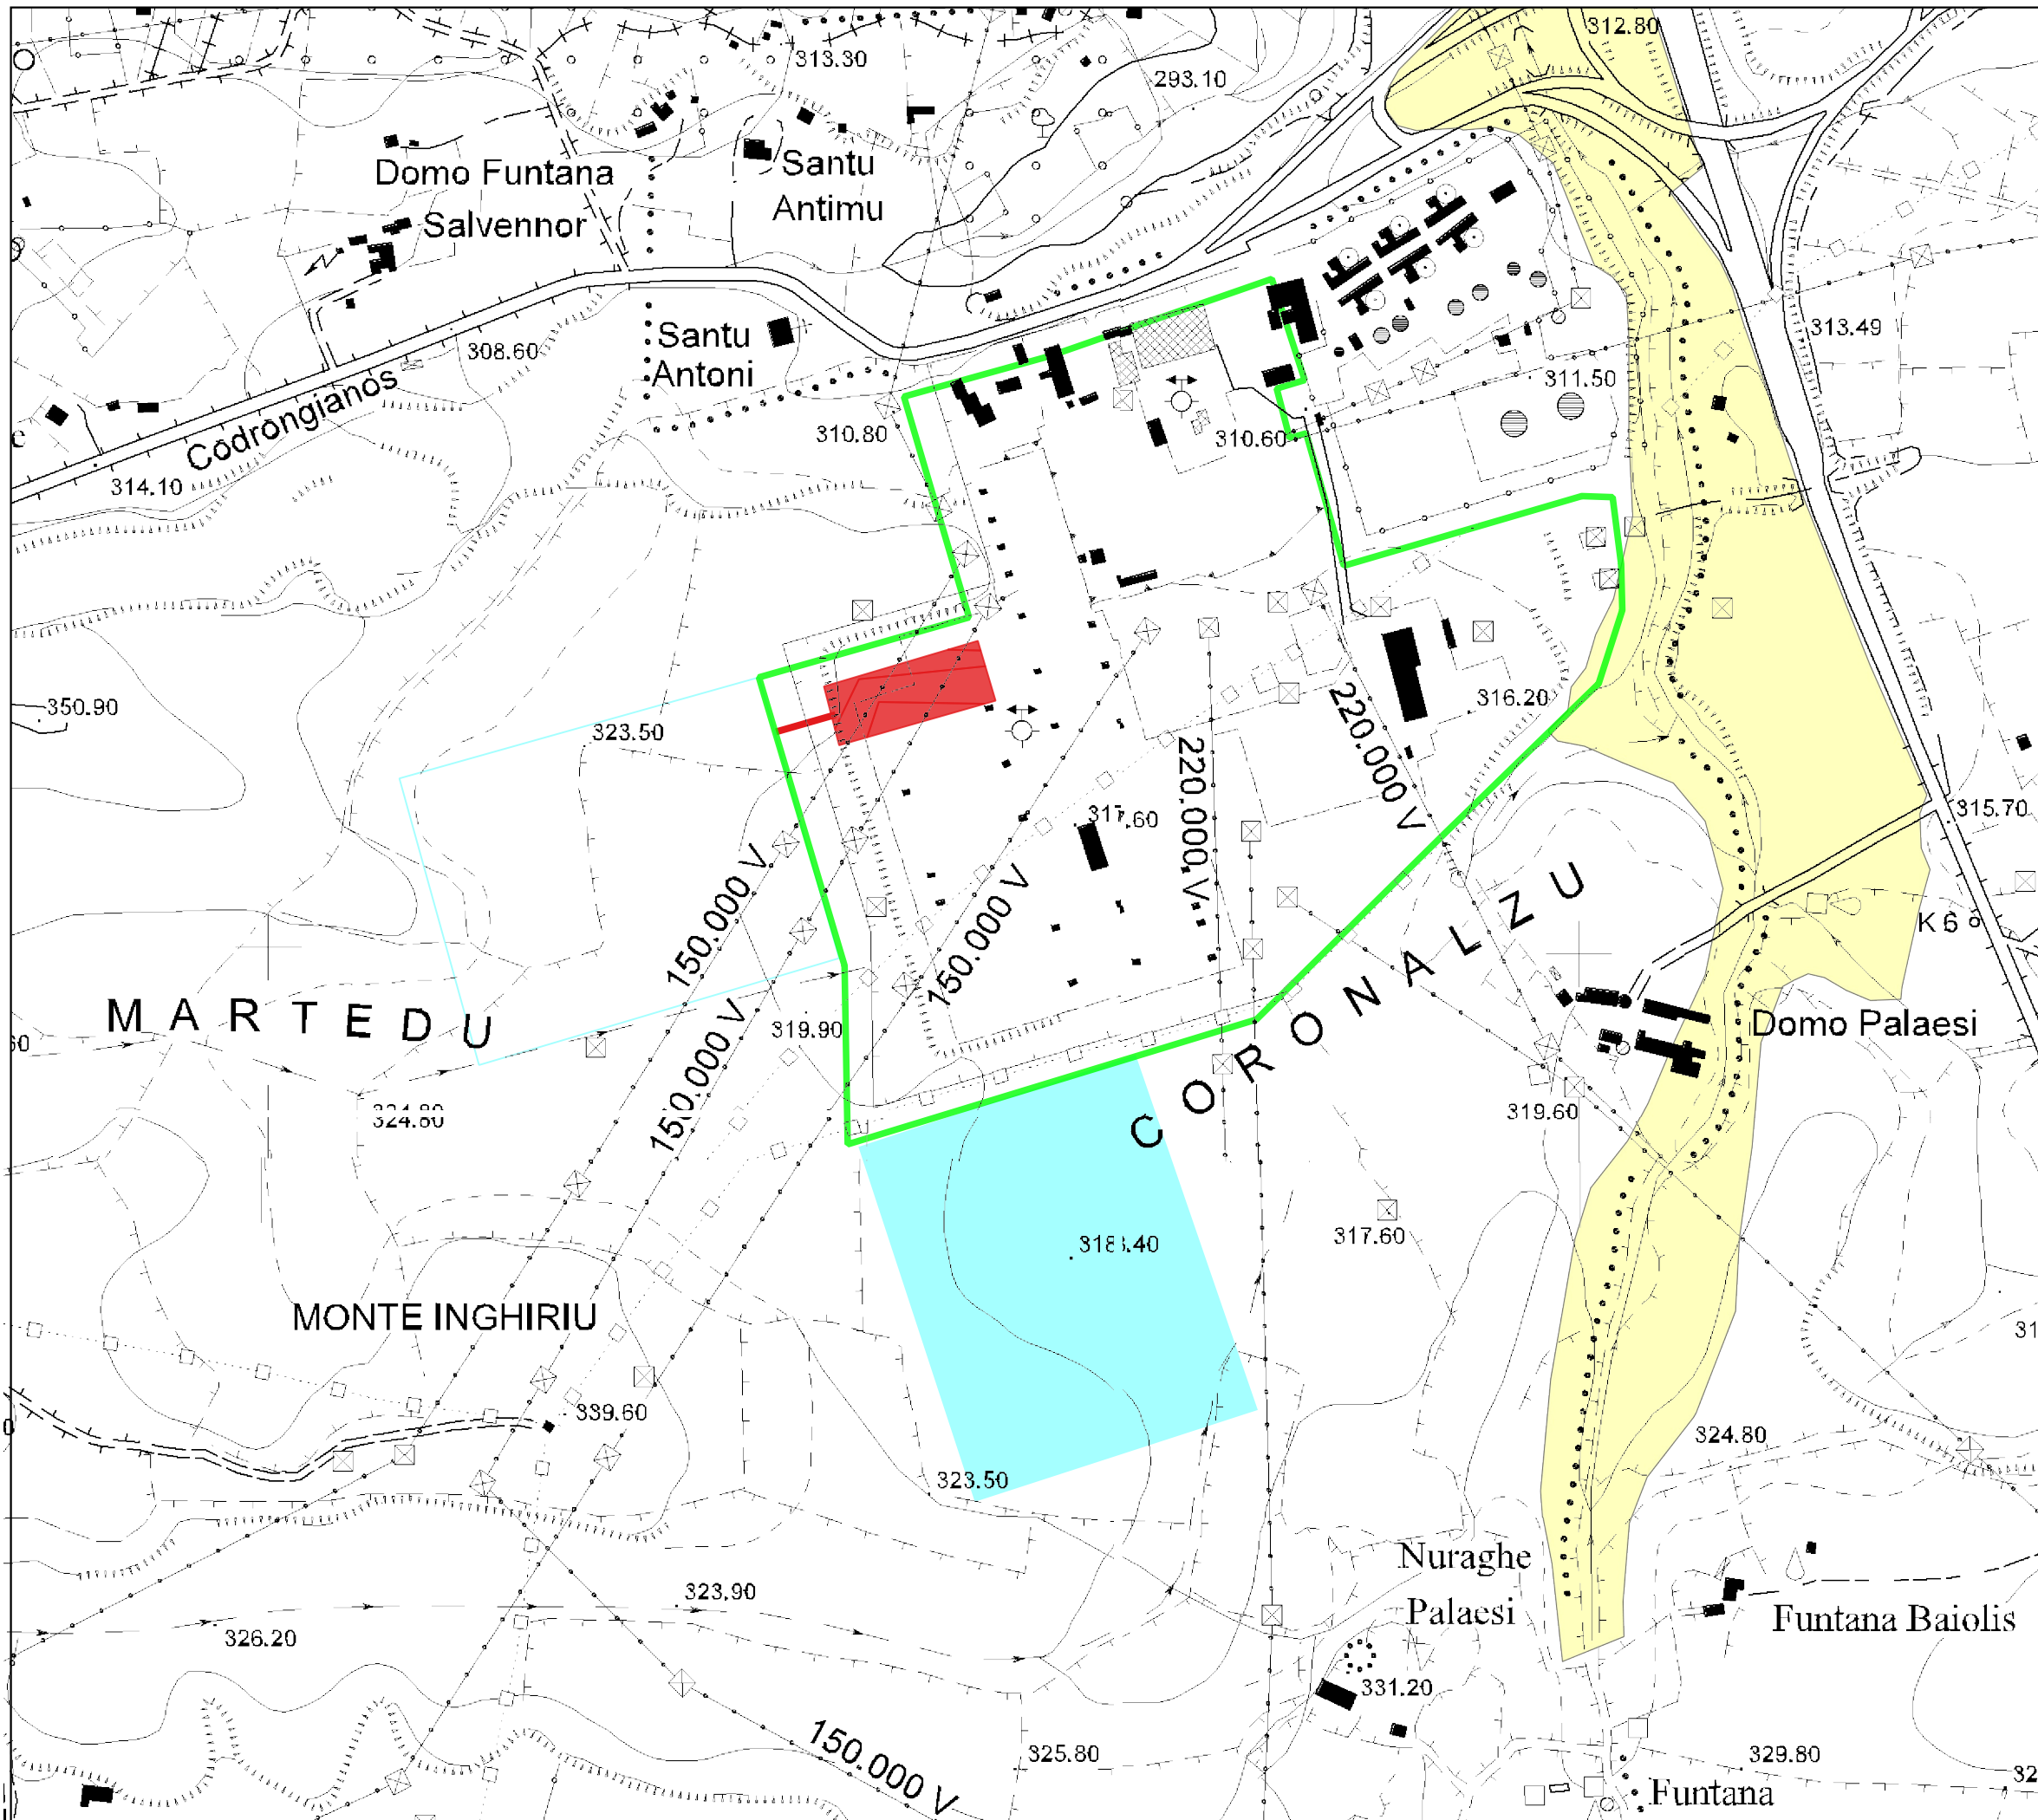 312.80
313.30
293.10
Domo Funtana
Salvennor
Santu
Antimu
313.49
308.60
Santu
Antoni
311.50
Codrongianos
310.80
310.60
314.10
350.90
323.50
316.20
220.000 V
220.000 V
317.60
315.70
150.000 V
150.000 V
K 6
MARTEDU
319.90
150.000 V
CORONALZU
Domo Palaesi
324.80
319.60
318.40
317.60
MONTE INGHIRIU
339.60
324.80
323.50
Nuraghe
Palaesi
323.90
326.20
Funtana Baiolis
331.20
150.000 V
325.80
329.80
Funtana